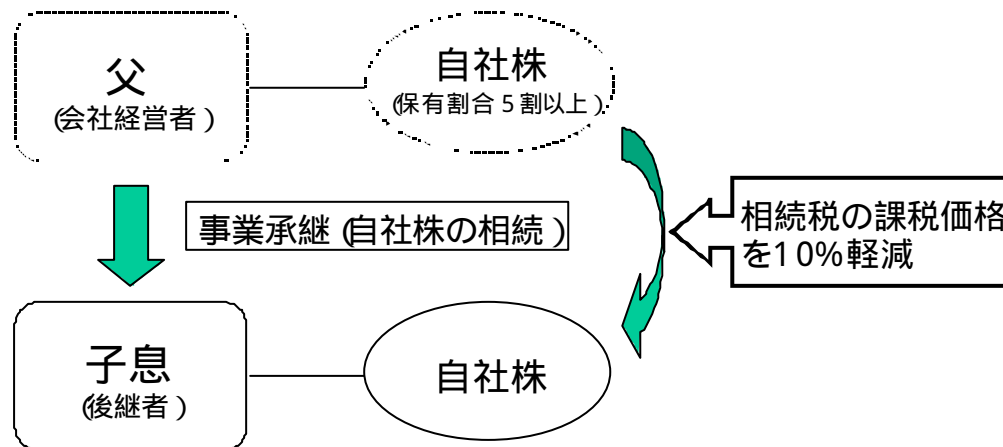 父
(会社経営者)
自社株
(保有割合5割以上)
事業承継(自社株の相続)
相続税の課税価格
を10%軽減
子息
(後継者)
自社株